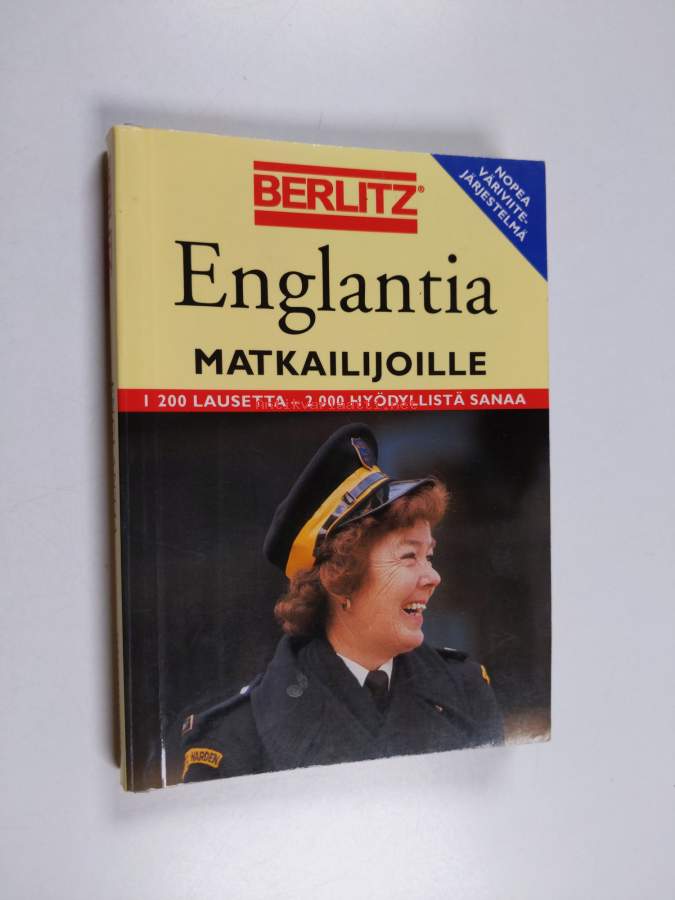 BERLITZ®
NOPEA
VÄRIVIITE-
JÄRJESTELMÄ
Englantia
MATKAILIJOILLE
1 200 LAUSETTA - 2 000 HYÖDYLLISTÄ SANAA
WARDEN